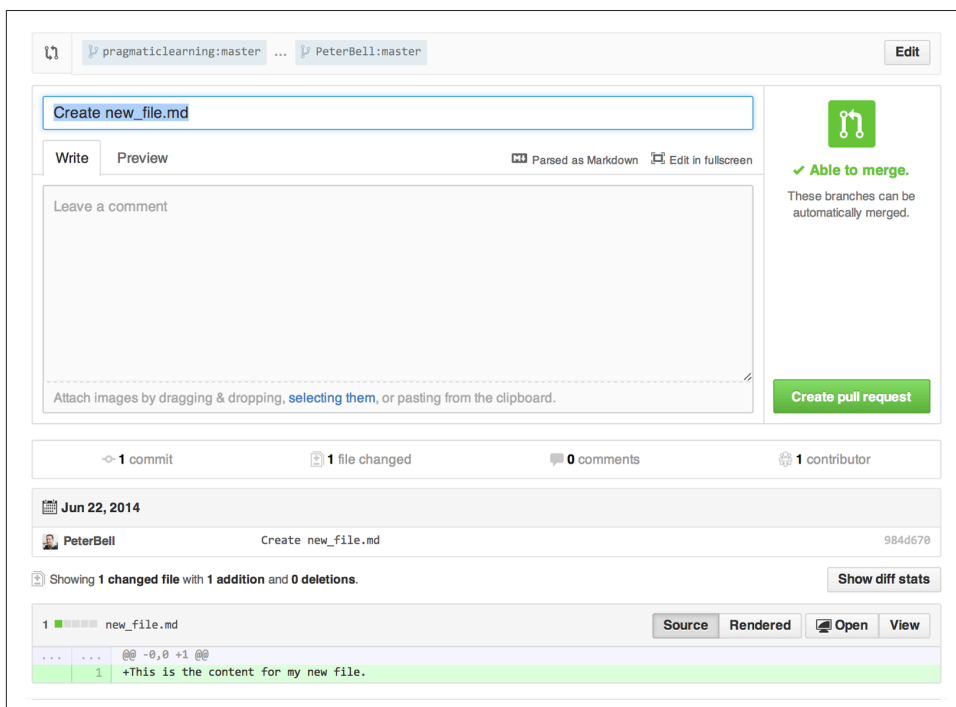 pragmaticlearning:master ... PeterBell:master Edit
Create new_file.md
Write Preview Parsed as Markdown Edit in fullscreen
✔ Able to merge.
These branches can be
automatically merged.
Leave a comment
Attach images by dragging & dropping, selecting them, or pasting from the clipboard.
Create pull request
1 commit 1 file changed 0 comments 1 contributor
Jun 22, 2014
PeterBell Create new_file.md 984d670
Showing 1 changed file with 1 addition and 0 deletions. Show diff stats
1 new_file.md Source Rendered Open View
... ... @@ -0,0 +1 @@
1 +This is the content for my new file.